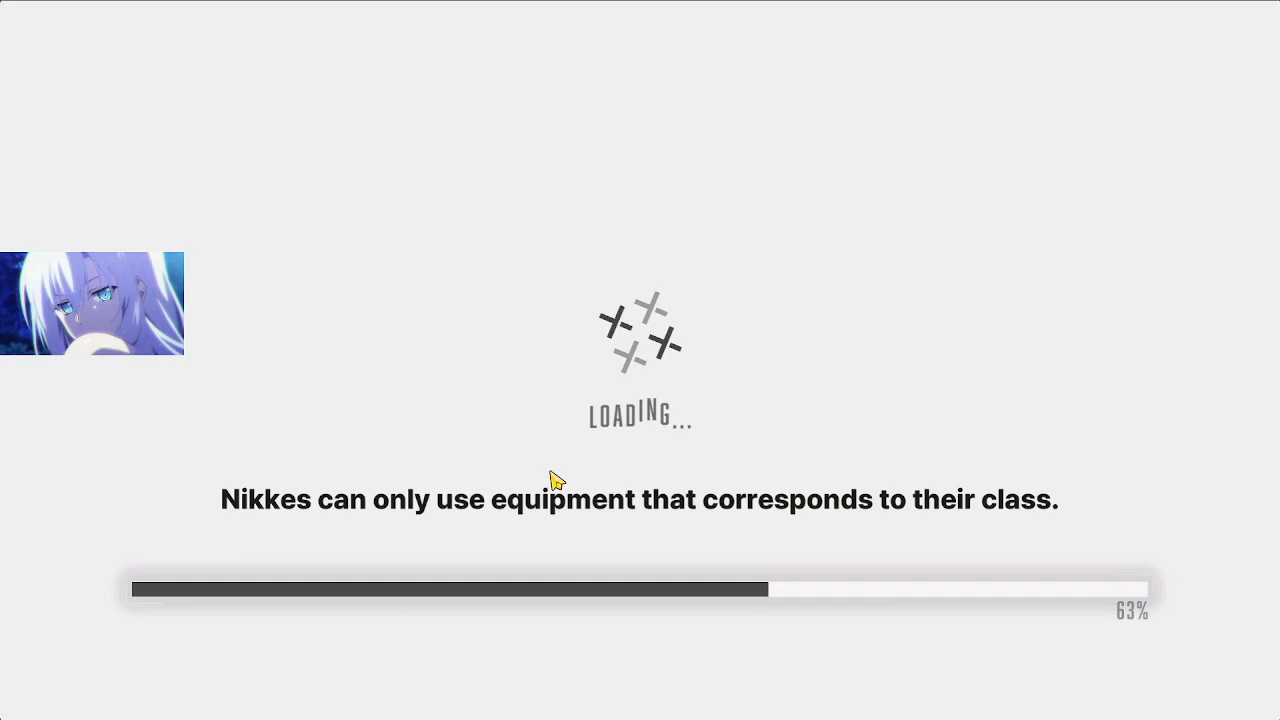 LOADING...
Nikkes can only use equipment that corresponds to their class.
63%